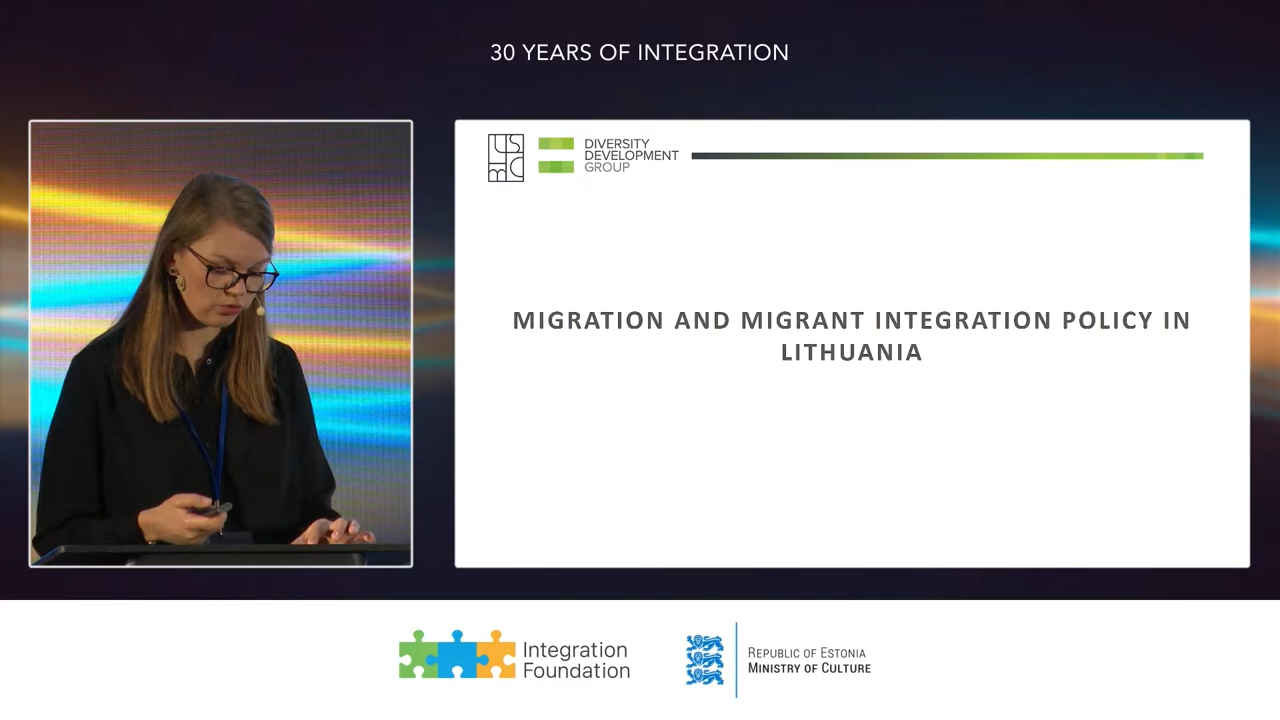 30 YEARS OF INTEGRATION
DIVERSITY
DEVELOPMENT
GROUP
MIGRATION AND MIGRANT INTEGRATION POLICY IN
LITHUANIA
Integration
Foundation
REPUBLIC OF ESTONIA
MINISTRY OF CULTURE